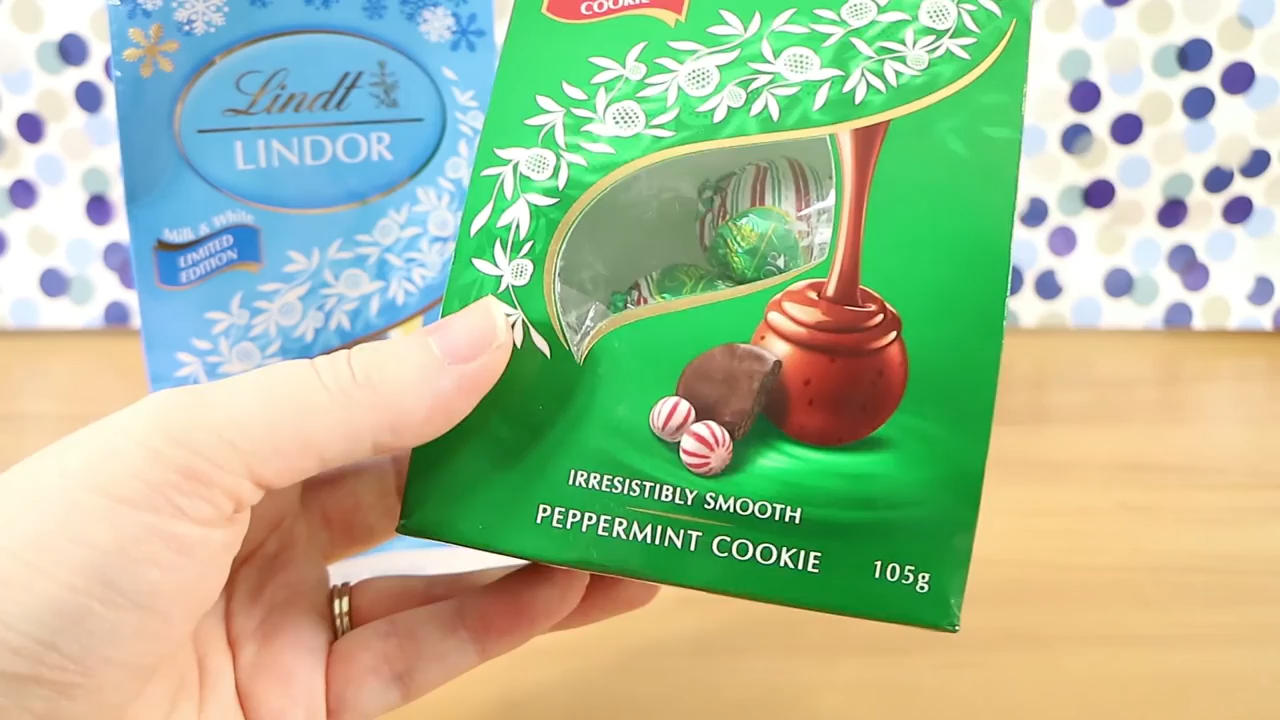 Lindt
LINDOR
Milk & White
LIMITED
EDITION
COOKIE
IRRESISTIBLY SMOOTH
PEPPERMINT COOKIE
105g